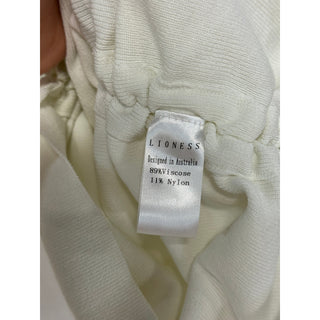 LIONESS
Designed in Australia
89%Viscose
11% Nylon